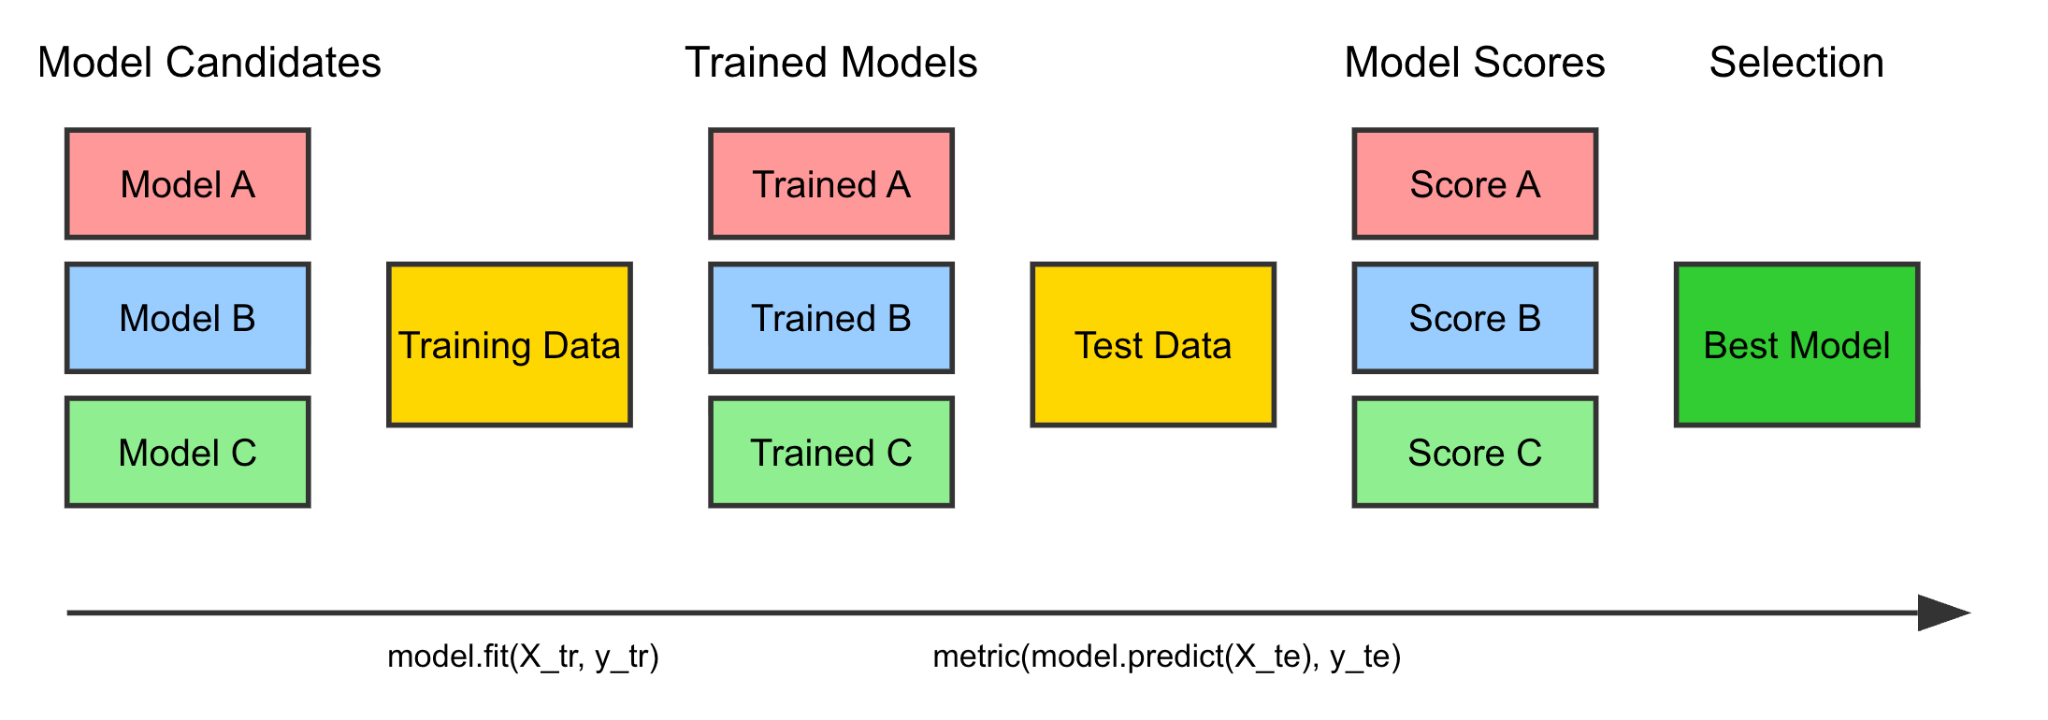 Model Candidates
Trained Models
Model Scores
Selection
Model A
Model B
Model C
Training Data
Trained A
Trained B
Trained C
Test Data
Score A
Score B
Score C
Best Model
model.fit(X_tr, y_tr)
metric(model.predict(X_te), y_te)